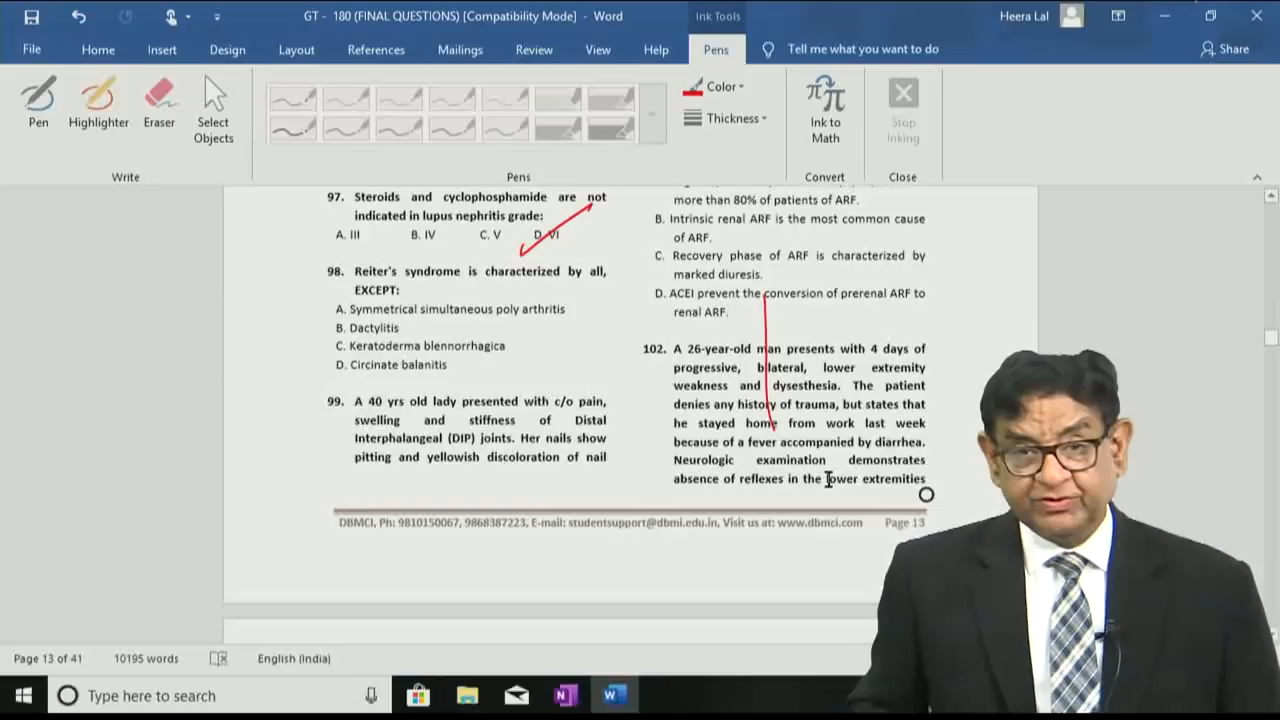 GT - 180 (FINAL QUESTIONS) [Compatibility Mode] - Word
Ink Tools
Heera Lal
File
Home
Insert
Design
Layout
References
Mailings
Review
View
Help
Pens
Tell me what you want to do
Share
Pen
Highlighter
Eraser
Select Objects
Color
Thickness
Ink to Math
Stop Inking
Write
Pens
Convert
Close
97. Steroids and cyclophosphamide are not
indicated in lupus nephritis grade:
A. III B. IV C. V D. VI
98. Reiter's syndrome is characterized by all,
EXCEPT:
A. Symmetrical simultaneous poly arthritis
B. Dactylitis
C. Keratoderma blennorrhagica
D. Circinate balanitis
99. A 40 yrs old lady presented with c/o pain,
swelling and stiffness of Distal
Interphalangeal (DIP) joints. Her nails show
pitting and yellowish discoloration of nail
more than 80% of patients of ARF.
B. Intrinsic renal ARF is the most common cause
of ARF.
C. Recovery phase of ARF is characterized by
marked diuresis.
D. ACEI prevent the conversion of prerenal ARF to
renal ARF.
102. A 26-year-old man presents with 4 days of
progressive, bilateral, lower extremity
weakness and dysesthesia. The patient
denies any history of trauma, but states that
he stayed home from work last week
because of a fever accompanied by diarrhea.
Neurologic examination demonstrates
absence of reflexes in the lower extremities
DBMCI, Ph: 9810150067, 9868387223, E-mail: studentsupport@dbmi.edu.in, Visit us at: www.dbmci.com Page 13
Page 13 of 41
10195 words
English (India)
Type here to search